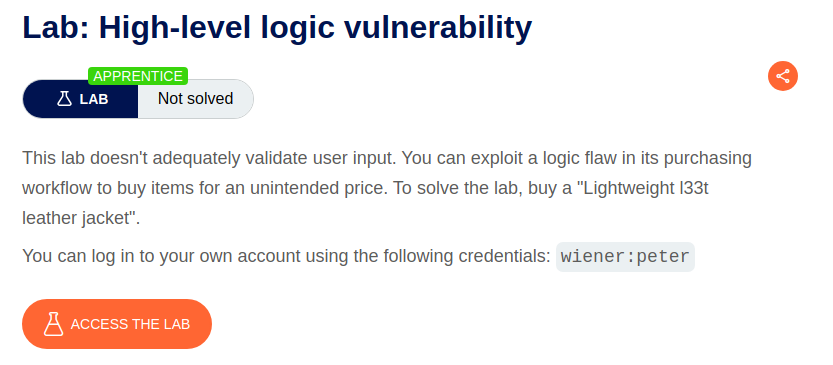 Lab: High-level logic vulnerability
APPRENTICE
LAB
Not solved
This lab doesn't adequately validate user input. You can exploit a logic flaw in its purchasing
workflow to buy items for an unintended price. To solve the lab, buy a "Lightweight l33t
leather jacket".
You can log in to your own account using the following credentials: wiener:peter
ACCESS THE LAB